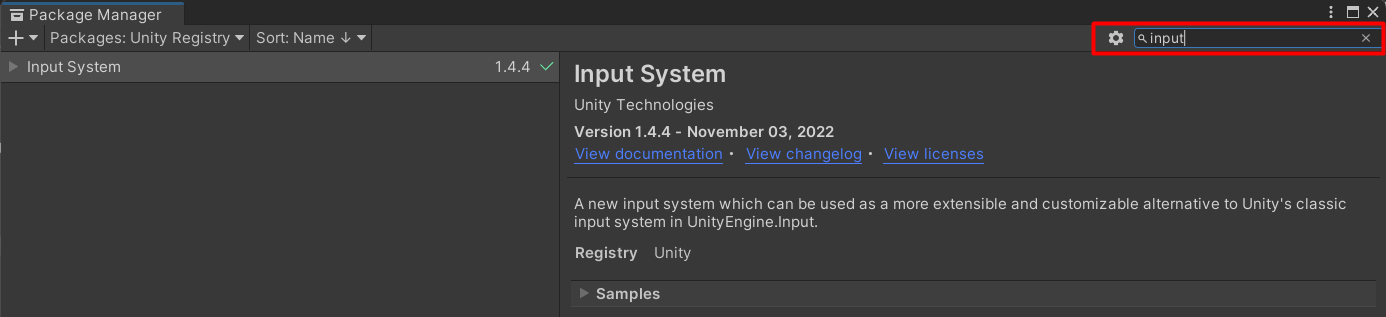 Package Manager
Packages: Unity Registry Sort: Name ↓ input
Input System 1.4.4
Input System
Unity Technologies
Version 1.4.4 - November 03, 2022
View documentation • View changelog • View licenses
A new input system which can be used as a more extensible and customizable alternative to Unity's classic
input system in UnityEngine.Input.
Registry Unity
Samples